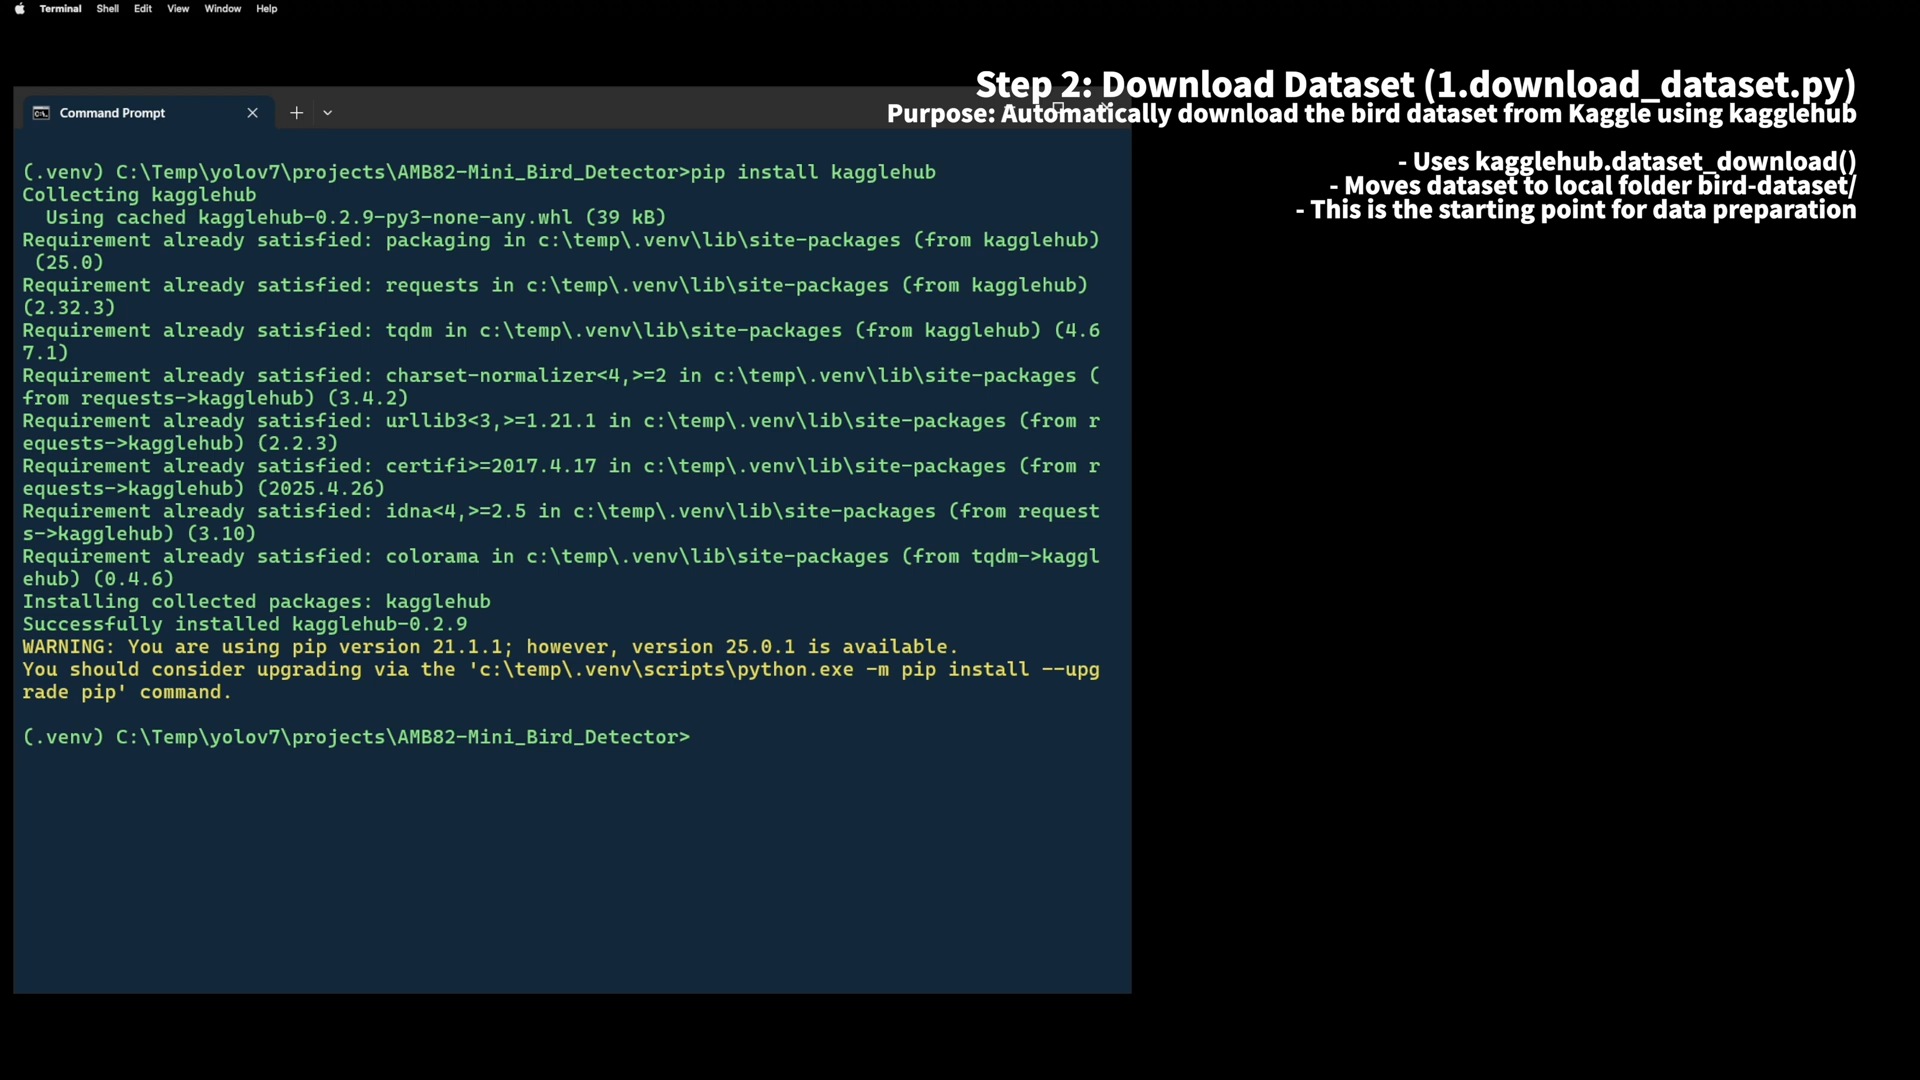 Terminal Shell Edit View Window Help
Step 2: Download Dataset (1.download_dataset.py)
Purpose: Automatically download the bird dataset from Kaggle using kagglehub
- Uses kagglehub.dataset_download()
- Moves dataset to local folder bird-dataset/
- This is the starting point for data preparation
Command Prompt
(.venv) C:\Temp\yolov7\projects\AMB82-Mini_Bird_Detector>pip install kagglehub
Collecting kagglehub
  Using cached kagglehub-0.2.9-py3-none-any.whl (39 kB)
Requirement already satisfied: packaging in c:\temp\.venv\lib\site-packages (from kagglehub)
 (25.0)
Requirement already satisfied: requests in c:\temp\.venv\lib\site-packages (from kagglehub)
(2.32.3)
Requirement already satisfied: tqdm in c:\temp\.venv\lib\site-packages (from kagglehub) (4.6
7.1)
Requirement already satisfied: charset-normalizer<4,>=2 in c:\temp\.venv\lib\site-packages (
from requests->kagglehub) (3.4.2)
Requirement already satisfied: urllib3<3,>=1.21.1 in c:\temp\.venv\lib\site-packages (from r
equests->kagglehub) (2.2.3)
Requirement already satisfied: certifi>=2017.4.17 in c:\temp\.venv\lib\site-packages (from r
equests->kagglehub) (2025.4.26)
Requirement already satisfied: idna<4,>=2.5 in c:\temp\.venv\lib\site-packages (from request
s->kagglehub) (3.10)
Requirement already satisfied: colorama in c:\temp\.venv\lib\site-packages (from tqdm->kaggl
ehub) (0.4.6)
Installing collected packages: kagglehub
Successfully installed kagglehub-0.2.9
WARNING: You are using pip version 21.1.1; however, version 25.0.1 is available.
You should consider upgrading via the 'c:\temp\.venv\scripts\python.exe -m pip install --upg
rade pip' command.
(.venv) C:\Temp\yolov7\projects\AMB82-Mini_Bird_Detector>